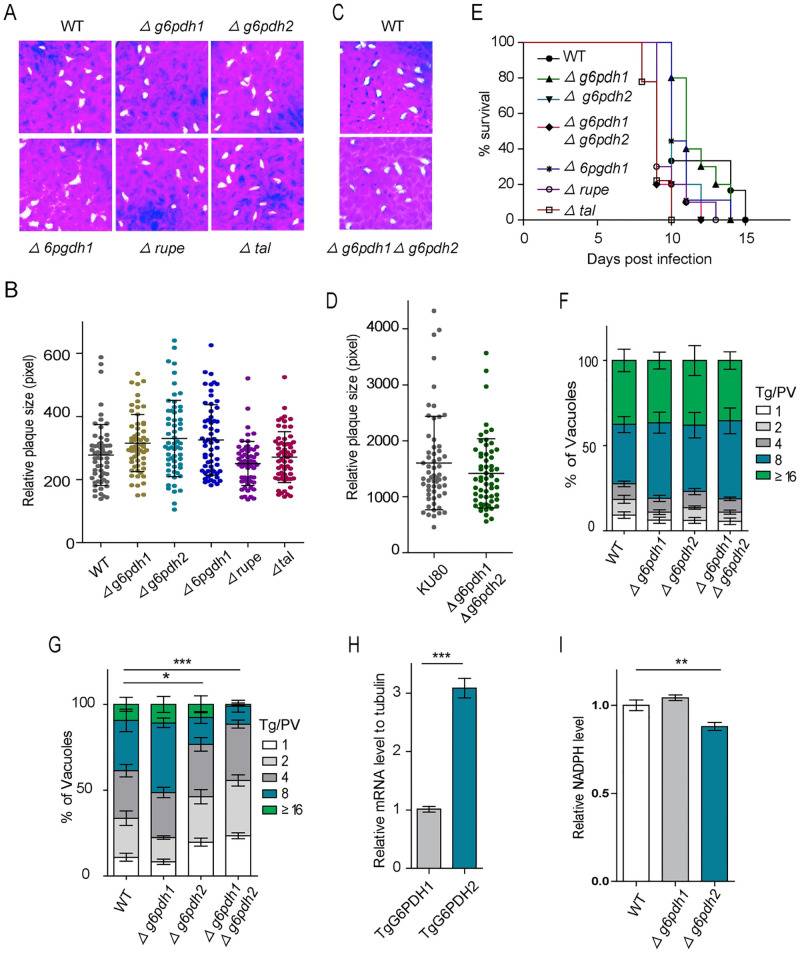 A
WT
Δ g6pdh1
Δ g6pdh2
Δ 6pgdh1
Δ rupe
Δ tal
C
WT
Δ g6pdh1 Δ g6pdh2
E
% survival
100
80
60
40
20
0
0
5
10
15
Days post infection
WT
Δ g6pdh1
Δ g6pdh2
Δ g6pdh1
Δ g6pdh2
Δ 6pgdh1
Δ rupe
Δ tal
B
Relative plaque size (pixel)
600
400
200
0
WT
Δ g6pdh1
Δ g6pdh2
Δ 6pgdh1
Δ rupe
Δ tal
D
Relative plaque size (pixel)
4000
3000
2000
1000
0
KU80
Δ g6pdh1
Δ g6pdh2
F
% of Vacuoles
100
50
0
WT
Δ g6pdh1
Δ g6pdh2
Δ g6pdh1
Δ g6pdh2
Tg/PV
1
2
4
8
≥ 16
G
***
*
% of Vacuoles
100
50
0
WT
Δ g6pdh1
Δ g6pdh2
Δ g6pdh1
Δ g6pdh2
Tg/PV
1
2
4
8
≥ 16
H
***
Relative mRNA level to tubulin
3
2
1
0
TgG6PDH1
TgG6PDH2
I
**
Relative NADPH level
1.0
0.5
0.0
WT
Δ g6pdh1
Δ g6pdh2